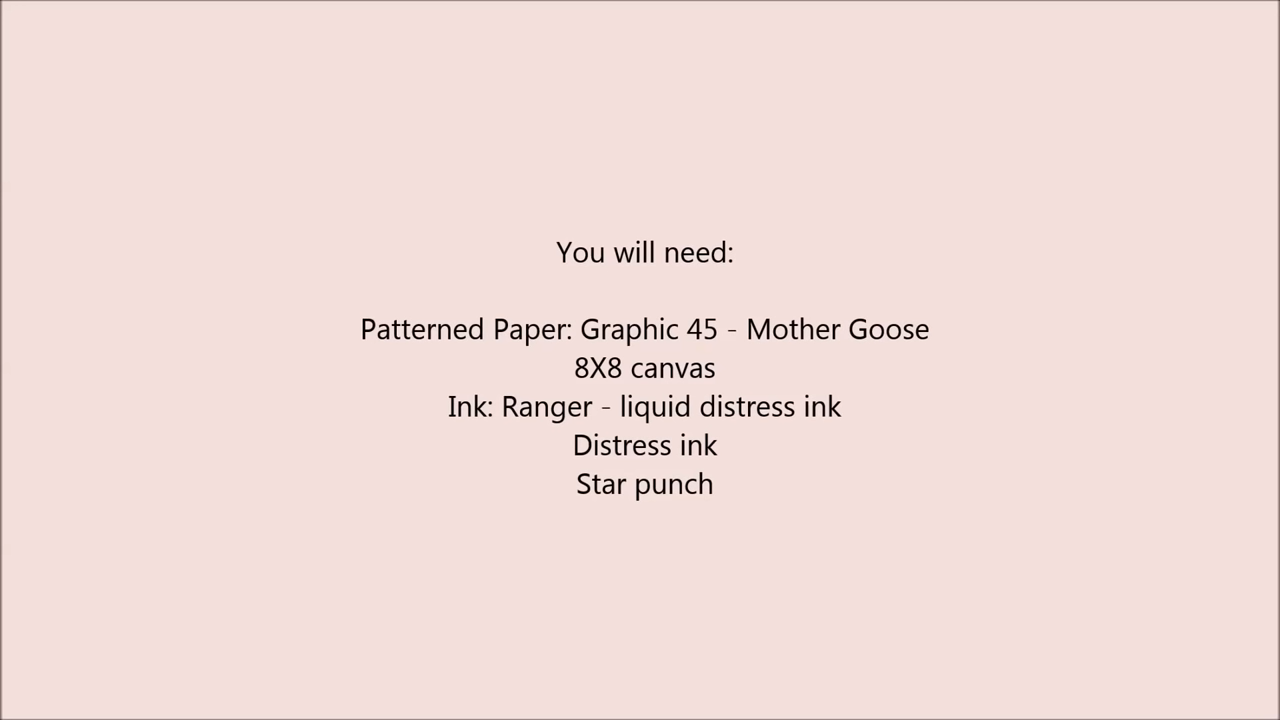 You will need:
Patterned Paper: Graphic 45 - Mother Goose
8X8 canvas
Ink: Ranger - liquid distress ink
Distress ink
Star punch